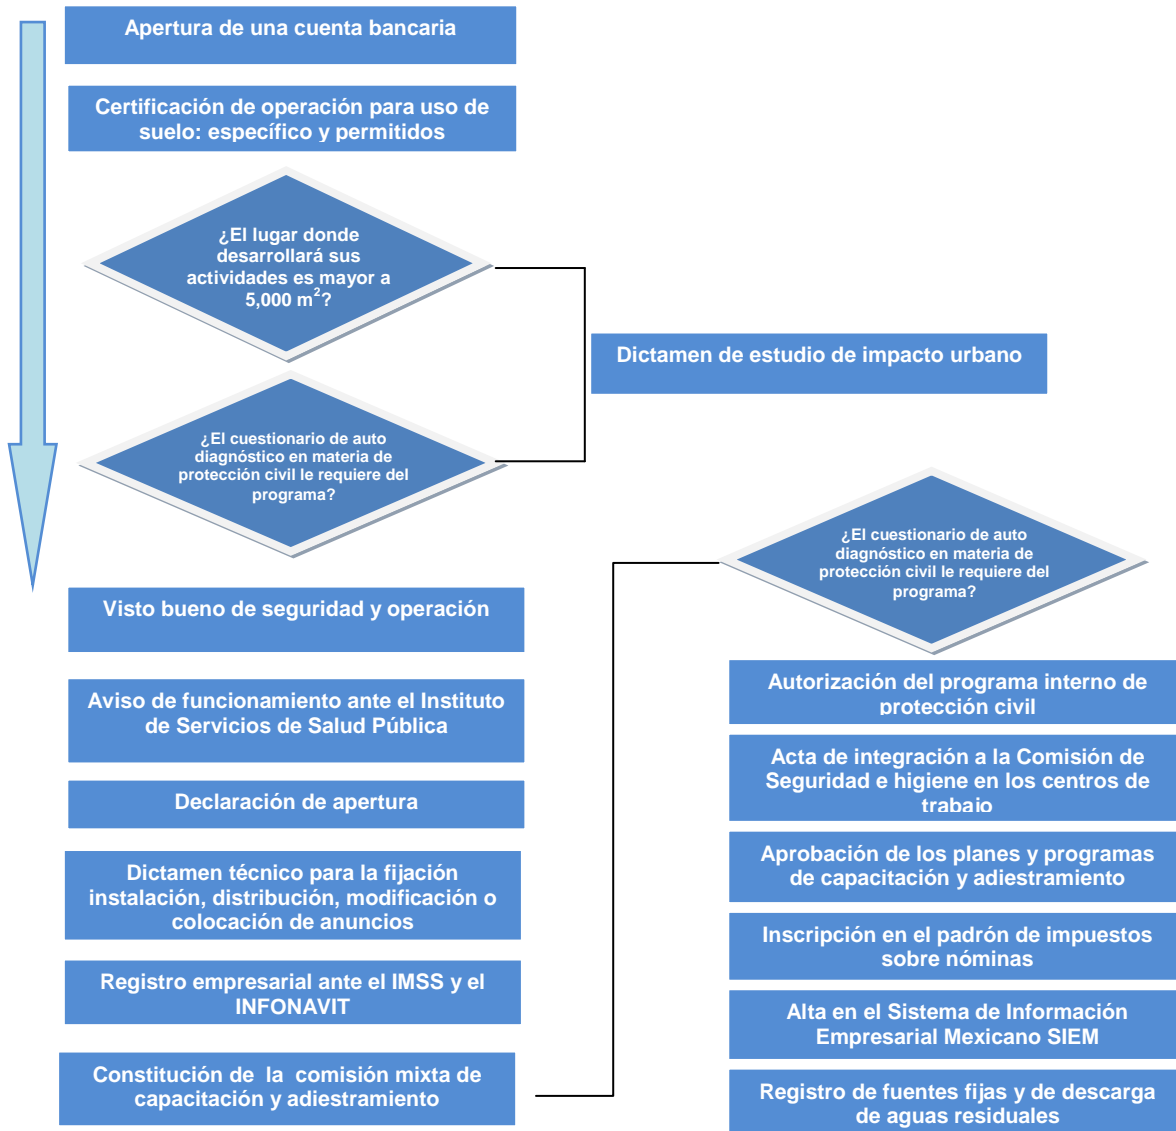 Apertura de una cuenta bancaria
Certificación de operación para uso de
suelo: específico y permitidos
¿El lugar donde
desarrollará sus
actividades es mayor a
5,000 m²?
Dictamen de estudio de impacto urbano
¿El cuestionario de auto
diagnóstico en materia de
protección civil le requiere del
programa?
Visto bueno de seguridad y operación
Aviso de funcionamiento ante el Instituto
de Servicios de Salud Pública
Declaración de apertura
Dictamen técnico para la fijación
instalación, distribución, modificación o
colocación de anuncios
Registro empresarial ante el IMSS y el
INFONAVIT
Constitución de  la  comisión mixta de
capacitación y adiestramiento
¿El cuestionario de auto
diagnóstico en materia de
protección civil le requiere del
programa?
Autorización del programa interno de
protección civil
Acta de integración a la Comisión de
Seguridad e higiene en los centros de
trabajo
Aprobación de los planes y programas
de capacitación y adiestramiento
Inscripción en el padrón de impuestos
sobre nóminas
Alta en el Sistema de Información
Empresarial Mexicano SIEM
Registro de fuentes fijas y de descarga
de aguas residuales